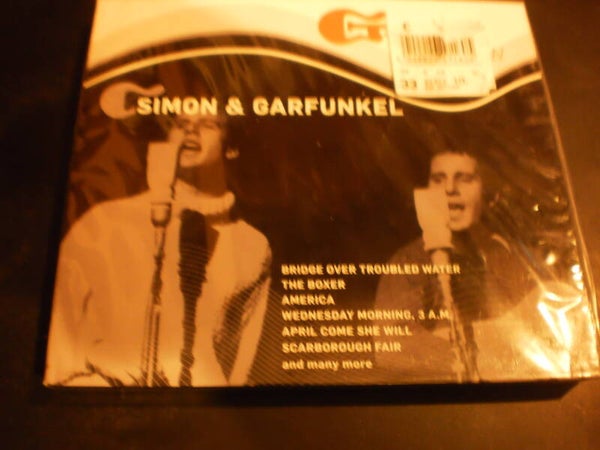 SIMON & GARFUNKEL
BRIDGE OVER TROUBLED WATER
THE BOXER
AMERICA
WEDNESDAY MORNING, 3 A.M.
APRIL COME SHE WILL
SCARBOROUGH FAIR
and many more